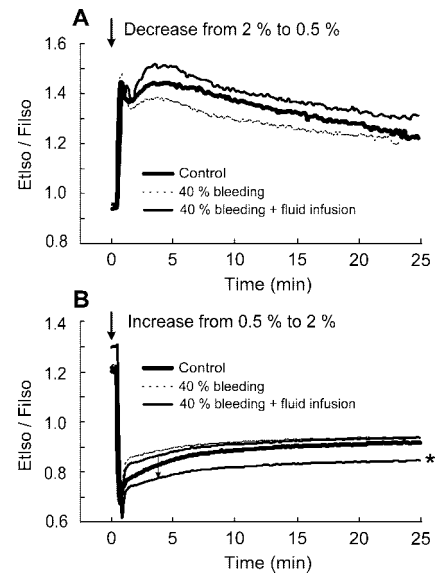 A
Decrease from 2 % to 0.5 %
1.6
1.4
1.2
1.0
0.8
EtIso / FiIso
Control
40 % bleeding
40 % bleeding + fluid infusion
0 5 10 15 20 25
Time (min)
B
Increase from 0.5 % to 2 %
1.4
1.2
1.0
0.8
0.6
EtIso / FiIso
Control
40 % bleeding
40 % bleeding + fluid infusion
*
0 5 10 15 20 25
Time (min)